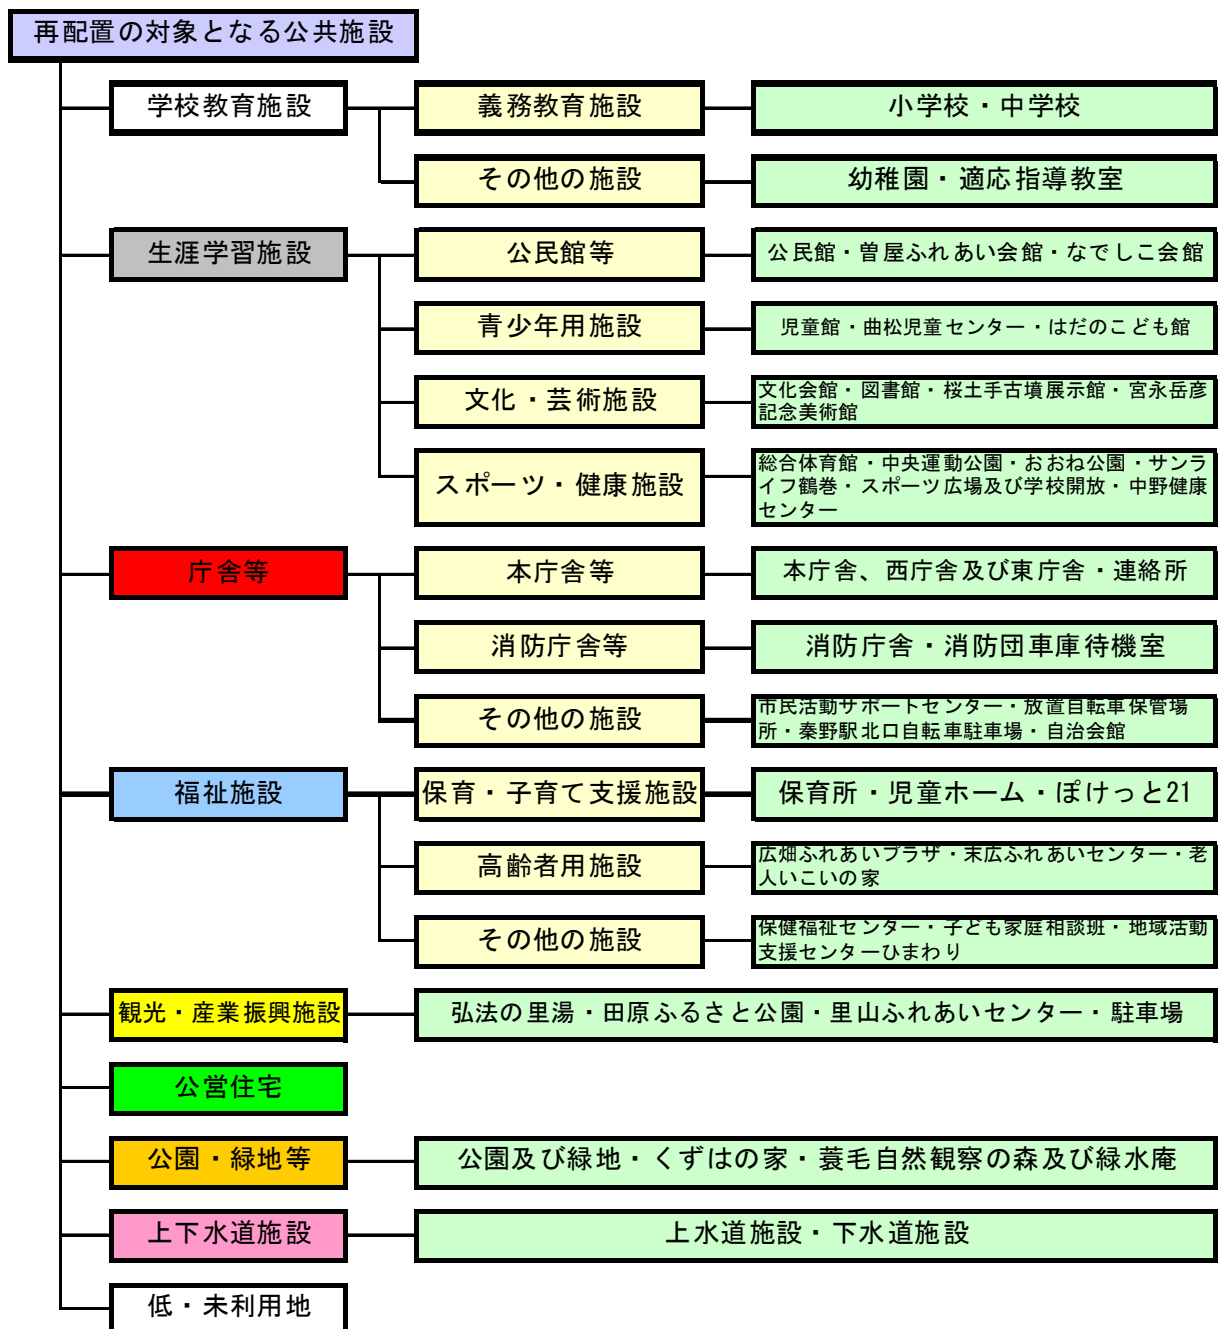 再配置の対象となる公共施設
学校教育施設
義務教育施設
小学校・中学校
その他の施設
幼稚園・適応指導教室
生涯学習施設
公民館等
公民館・曽屋ふれあい会館・なでしこ会館
青少年用施設
児童館・曲松児童センター・はだのこども館
文化・芸術施設
文化会館・図書館・桜土手古墳展示館・宮永岳彦
記念美術館
スポーツ・健康施設
総合体育館・中央運動公園・おおね公園・サンラ
イフ鶴巻・スポーツ広場及び学校開放・中野健康
センター
庁舎等
本庁舎等
本庁舎、西庁舎及び東庁舎・連絡所
消防庁舎等
消防庁舎・消防団車庫待機室
その他の施設
市民活動サポートセンター・放置自転車保管場
所・秦野駅北口自転車駐車場・自治会館
福祉施設
保育・子育て支援施設
保育所・児童ホーム・ぽけっと21
高齢者用施設
広畑ふれあいプラザ・末広ふれあいセンター・老
人いこいの家
その他の施設
保健福祉センター・子ども家庭相談班・地域活動
支援センターひまわり
観光・産業振興施設
弘法の里湯・田原ふるさと公園・里山ふれあいセンター・駐車場
公営住宅
公園・緑地等
公園及び緑地・くずはの家・蓑毛自然観察の森及び緑水庵
上下水道施設
上水道施設・下水道施設
低・未利用地